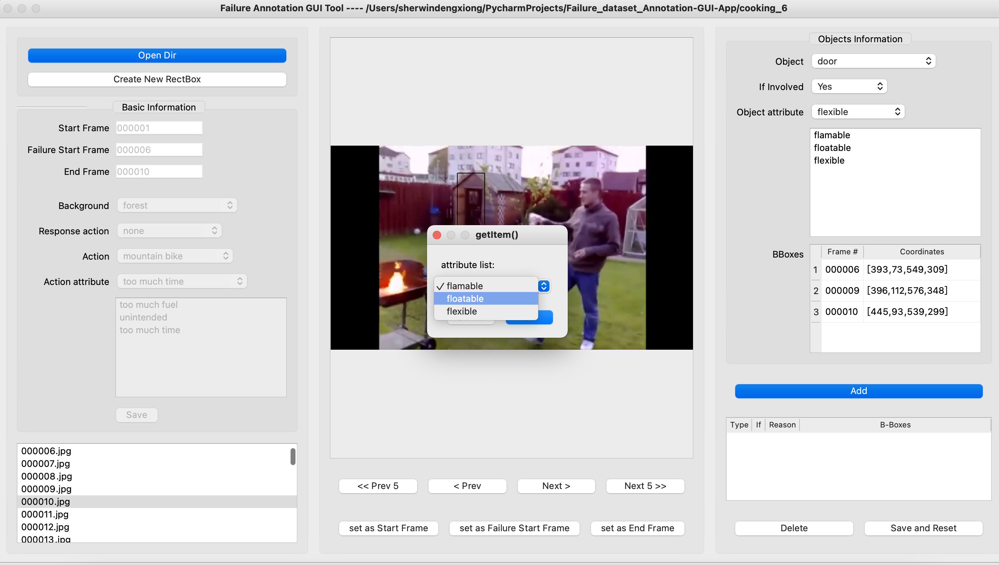 Failure Annotation GUI Tool ---- /Users/sherwindengxiong/PycharmProjects/Failure_dataset_Annotation-GUI-App/cooking_6
Open Dir
Create New RectBox
Basic Information
Start Frame 000001
Failure Start Frame 000006
End Frame 000010
Background forest
Response action none
Action mountain bike
Action attribute too much time
too much fuel
unintended
too much time
Save
000006.jpg
000007.jpg
000008.jpg
000009.jpg
000010.jpg
000011.jpg
000012.jpg
000013.jpg
getItem()
attribute list:
✓ flamable
floatable
flexible
<< Prev 5
< Prev
Next >
Next 5 >>
set as Start Frame
set as Failure Start Frame
set as End Frame
Objects Information
Object door
If Involved Yes
Object attribute flexible
flamable
floatable
flexible
BBoxes
Frame # Coordinates
1 000006 [393,73,549,309]
2 000009 [396,112,576,348]
3 000010 [445,93,539,299]
Add
Type If Reason B-Boxes
Delete
Save and Reset